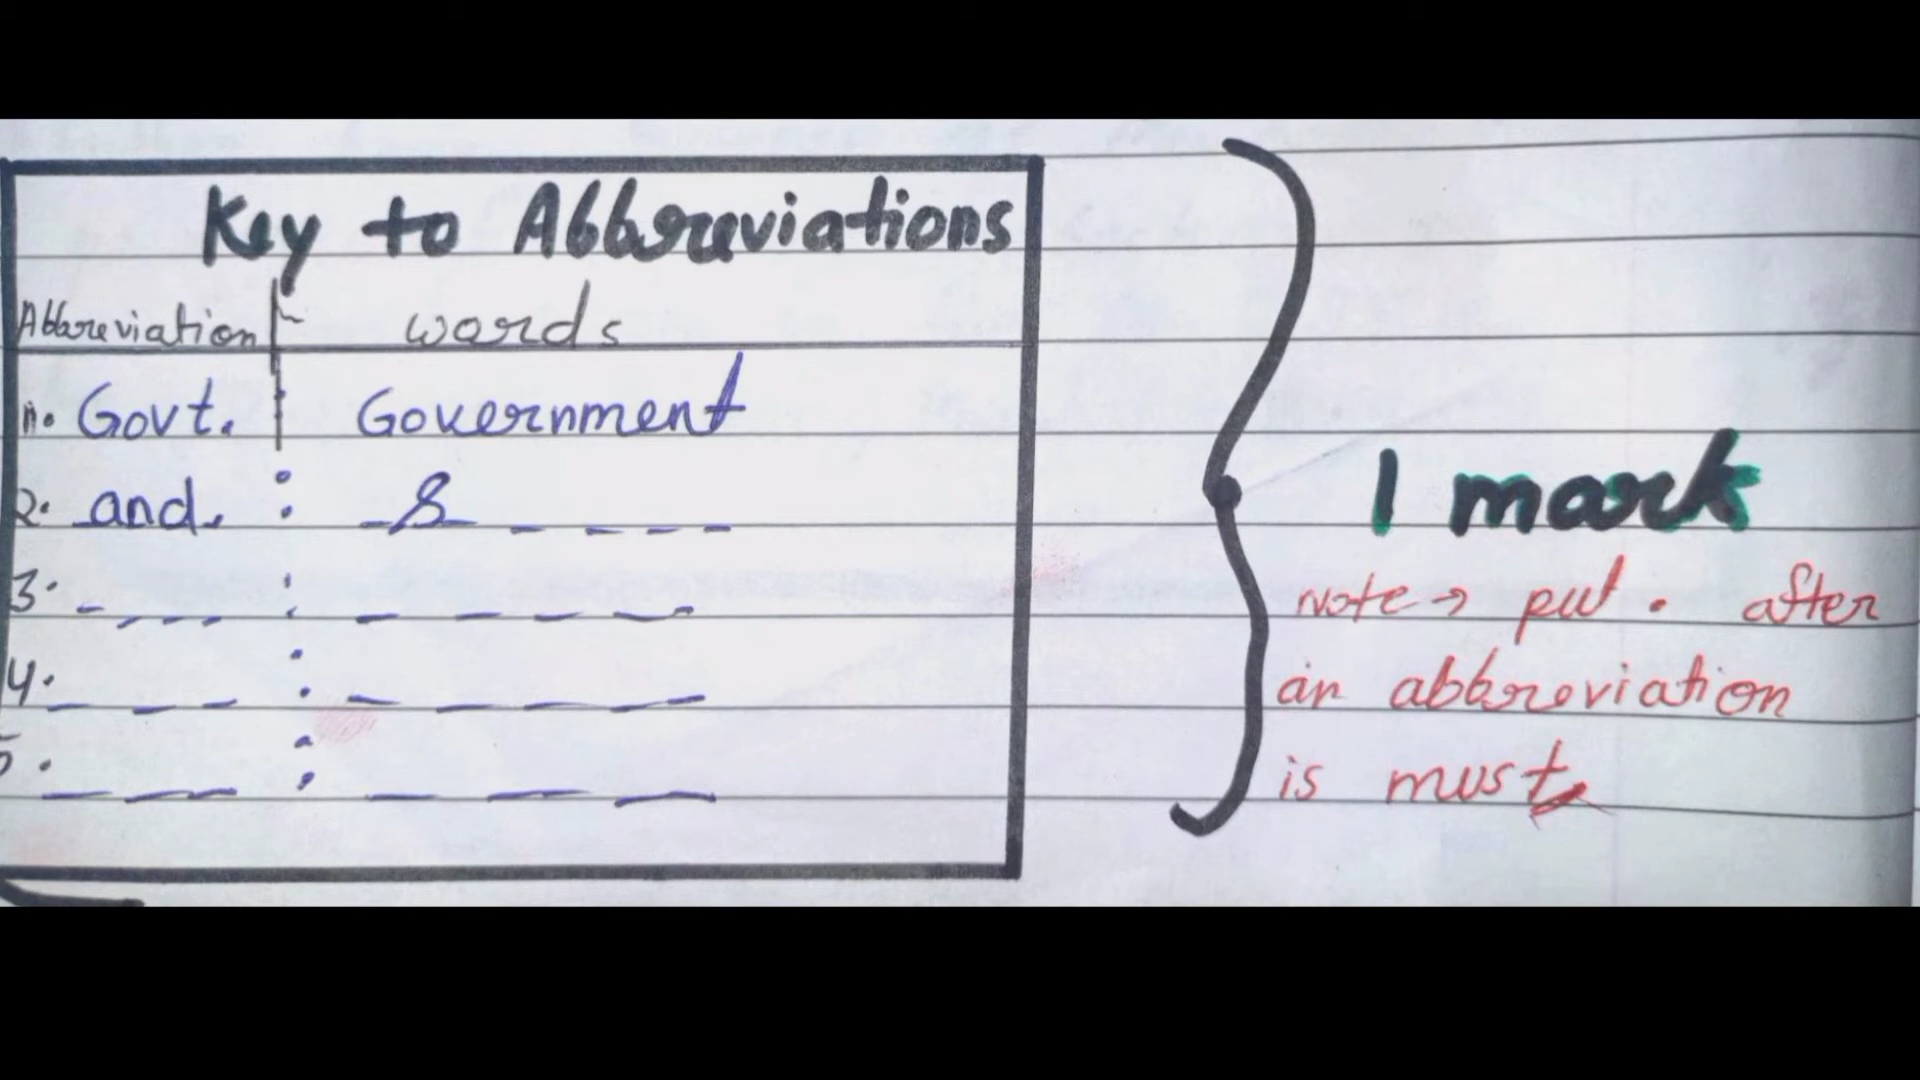 Key to Abbreviations
Abbreviation words
1. Govt. : Government
2. and. : &
3. :
4. :
5. :
1 mark
note → put . after
an abbreviation
is must